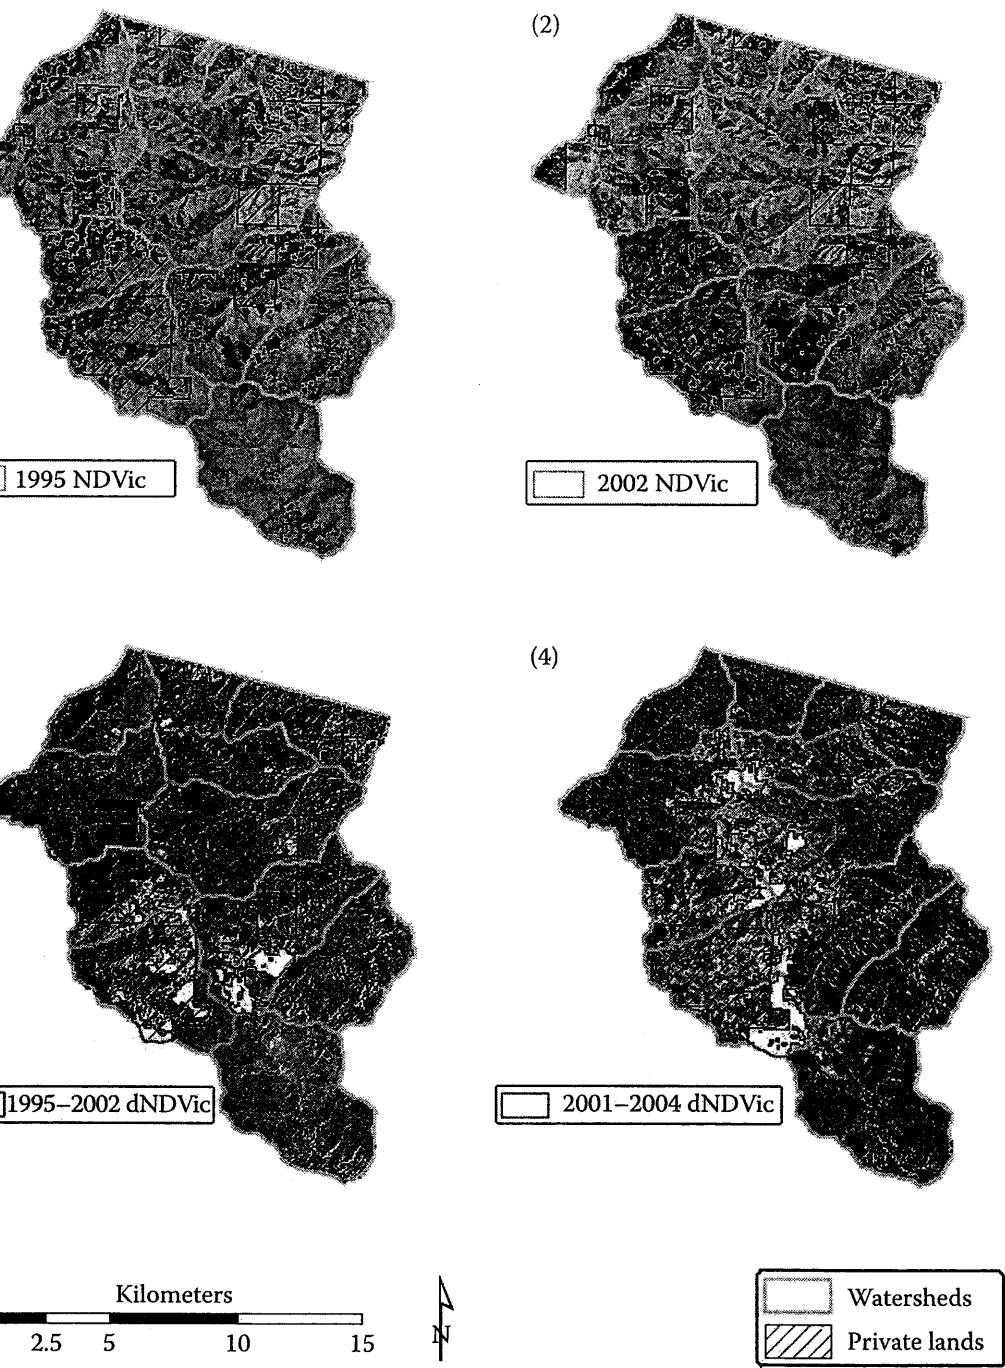 (2)
1995 NDVic
2002 NDVic
(4)
1995–2002 dNDVic
2001–2004 dNDVic
Kilometers
2.5 5 10 15
N
Watersheds
Private lands